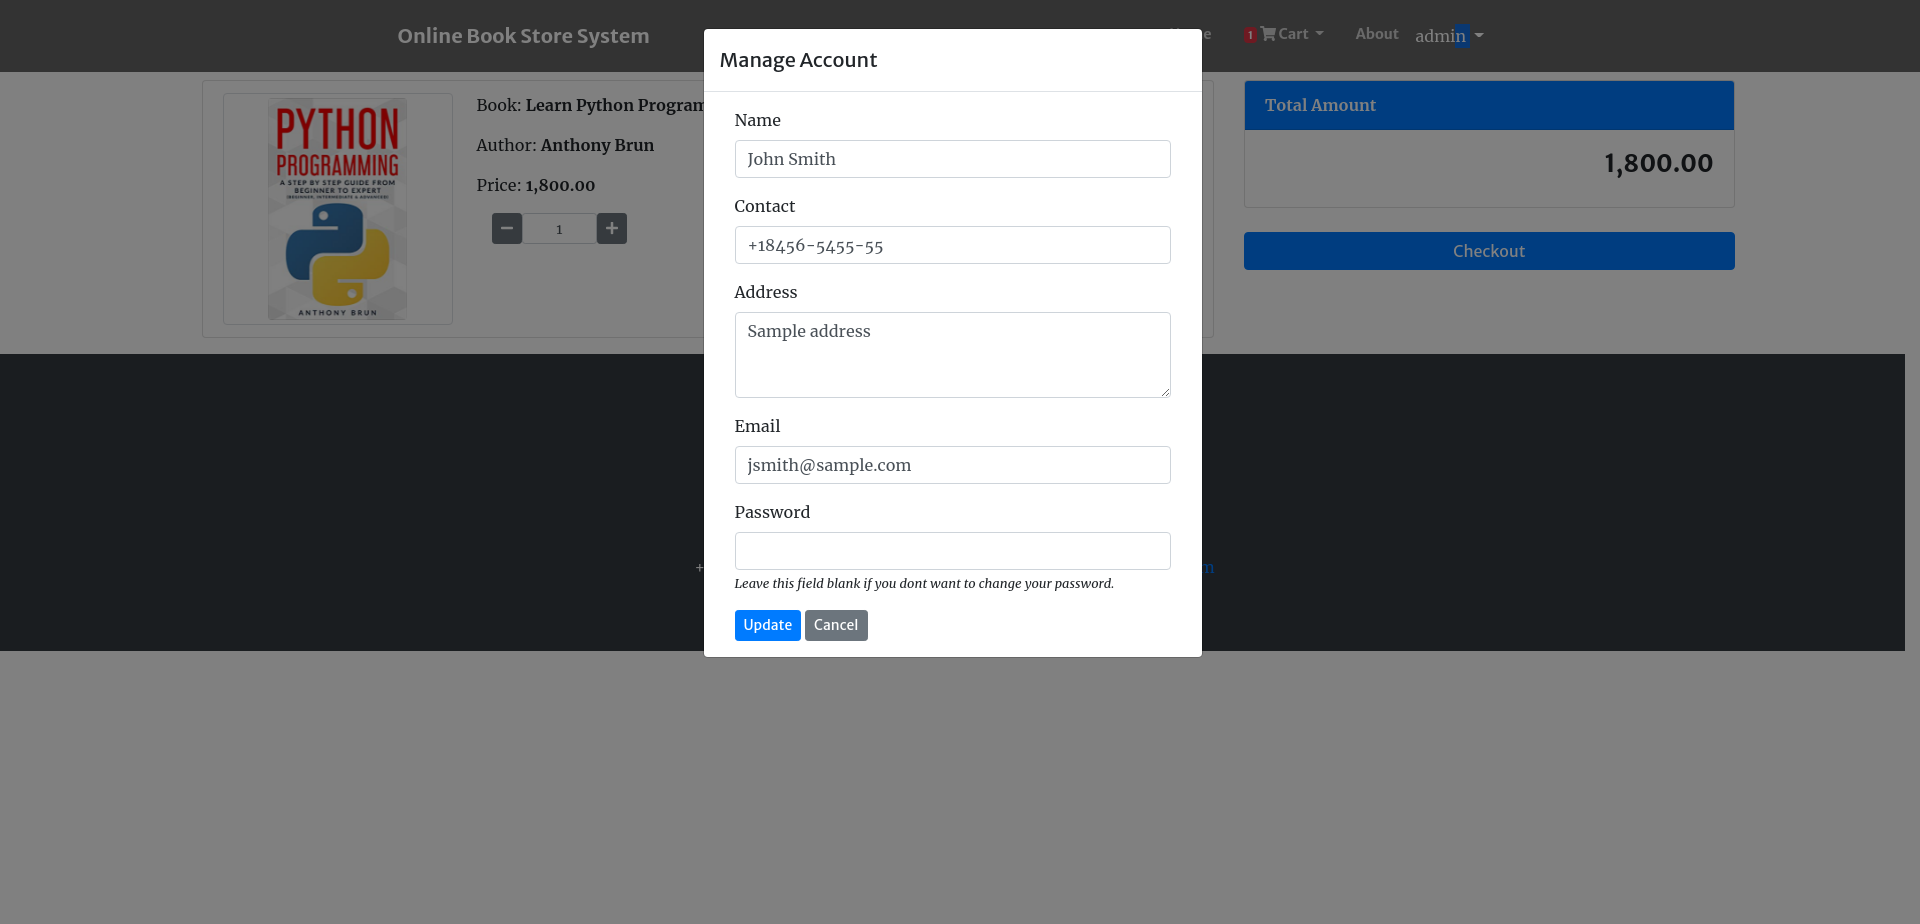 Online Book Store System
e
1 Cart
About
admin
Manage Account
PYTHON
PROGRAMMING
A STEP BY STEP GUIDE FROM
BEGINNER TO EXPERT
(BEGINNER, INTERMEDIATE & ADVANCED)
ANTHONY BRUN
Book: Learn Python Program
Author: Anthony Brun
Price: 1,800.00
1
Name
John Smith
Contact
+18456-5455-55
Address
Sample address
Email
jsmith@sample.com
Password
Leave this field blank if you dont want to change your password.
Update Cancel
Total Amount
1,800.00
Checkout
+
m